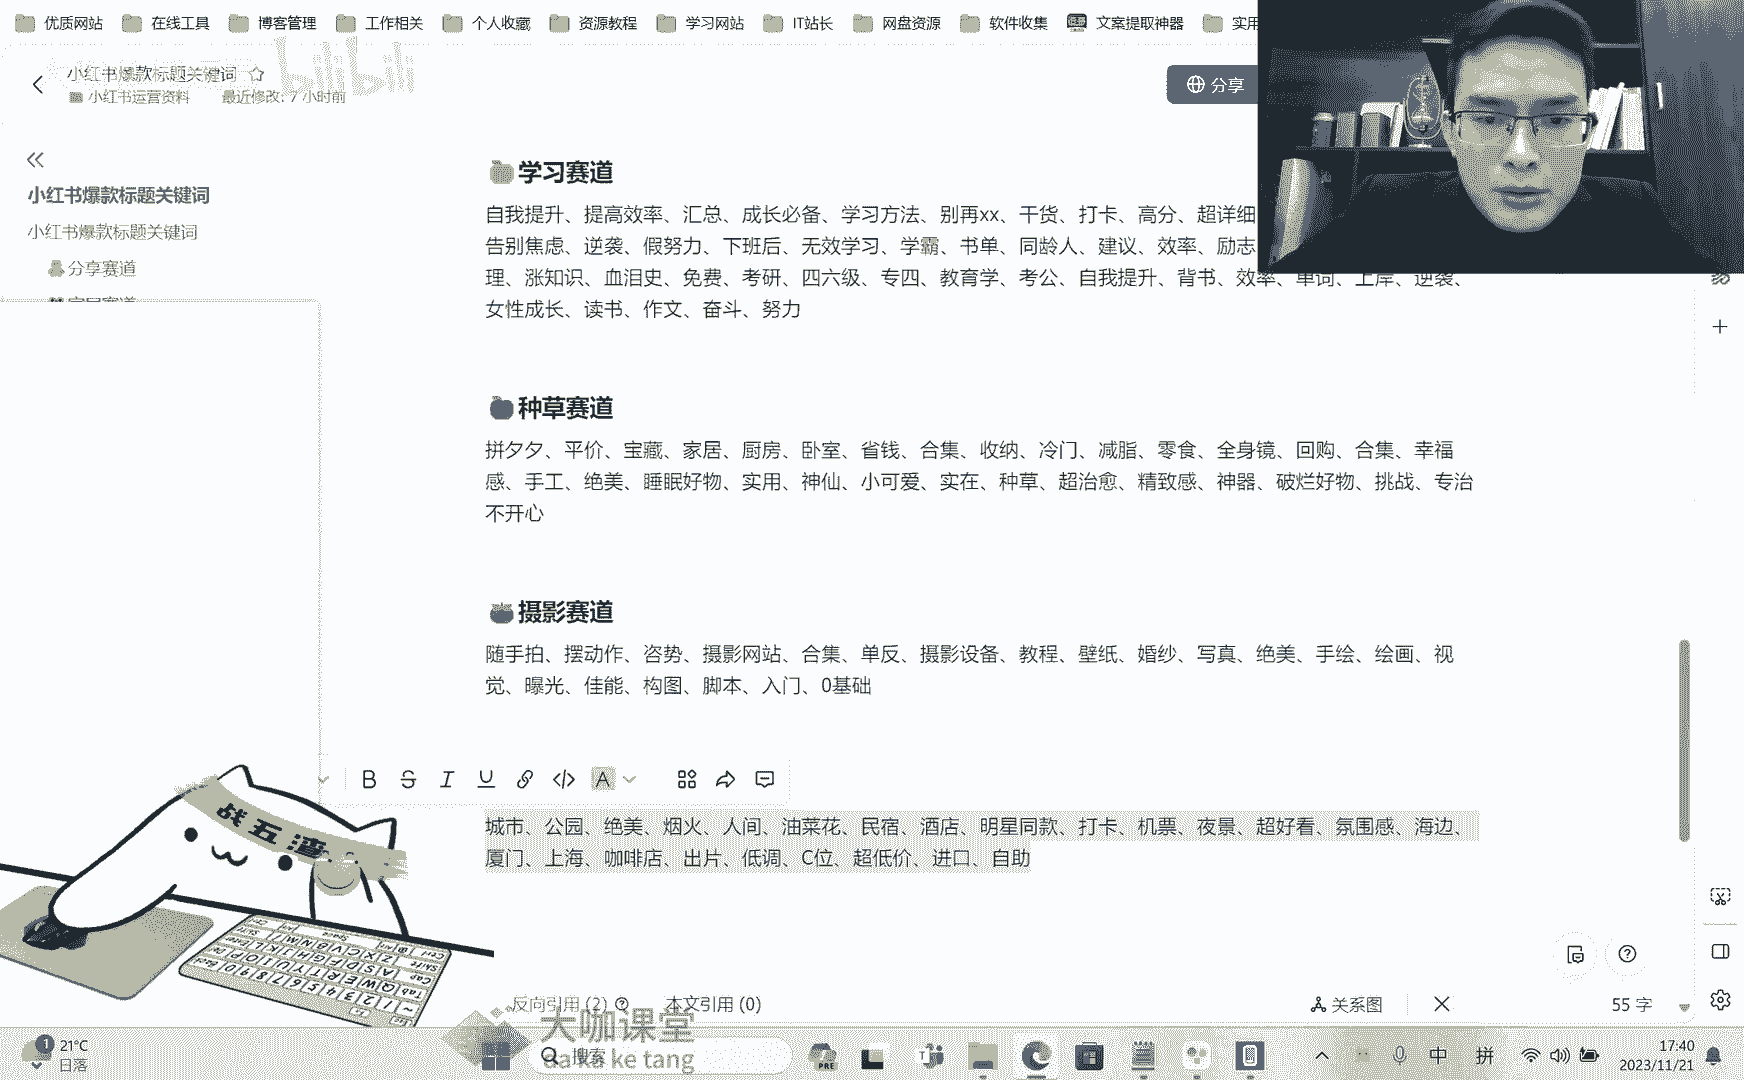 优质网站 在线工具 博客管理 工作相关 个人收藏 资源教程 学习网站 IT站长 网盘资源 软件收集 文案提取神器 实用
bilibili
小红书爆款标题关键词
小红书运营资料 最近修改: 7 小时前
分享
小红书爆款标题关键词
小红书爆款标题关键词
分享赛道
学习赛道
自我提升、提高效率、汇总、成长必备、学习方法、别再xx、干货、打卡、高分、超详细
告别焦虑、逆袭、假努力、下班后、无效学习、学霸、书单、同龄人、建议、效率、励志
理、涨知识、血泪史、免费、考研、四六级、专四、教育学、考公、自我提升、背书、效率、单词、上岸、逆袭、
女性成长、读书、作文、奋斗、努力
种草赛道
拼夕夕、平价、宝藏、家居、厨房、卧室、省钱、合集、收纳、冷门、减脂、零食、全身镜、回购、合集、幸福
感、手工、绝美、睡眠好物、实用、神仙、小可爱、实在、种草、超治愈、精致感、神器、破烂好物、挑战、专治
不开心
摄影赛道
随手拍、摆动作、咨势、摄影网站、合集、单反、摄影设备、教程、壁纸、婚纱、写真、绝美、手绘、绘画、视
觉、曝光、佳能、构图、脚本、入门、0基础
B S I U A
城市、公园、绝美、烟火、人间、油菜花、民宿、酒店、明星同款、打卡、机票、夜景、超好看、氛围感、海边、
厦门、上海、咖啡店、出片、低调、C位、超低价、进口、自助
战五渣
反向引用 (2) 本文引用 (0)
关系图
55 字
大咖课堂
da ka ke tang
1
21°C
日落
搜索
PRE
中 拼
17:40
2023/11/21